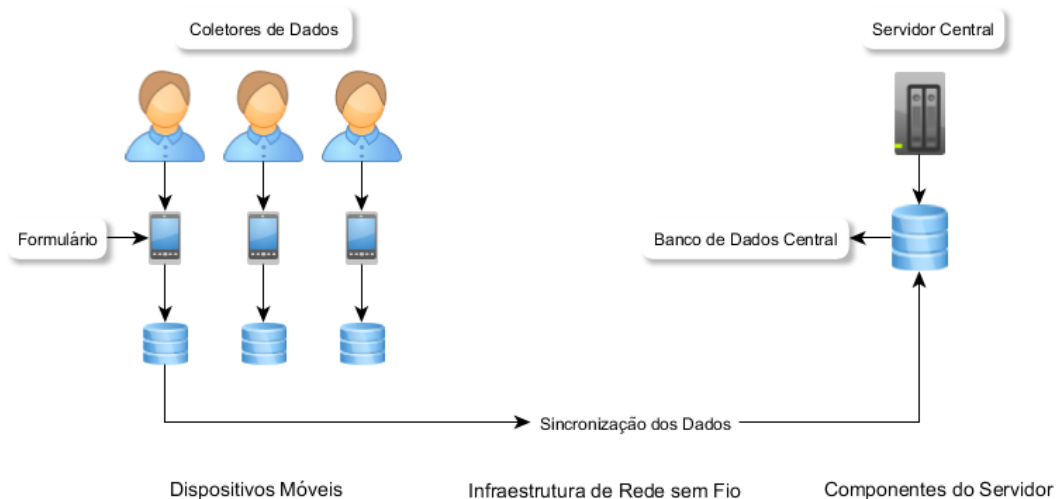 Coletores de Dados
Servidor Central
Formulário
Banco de Dados Central
Sincronização dos Dados
Dispositivos Móveis
Infraestrutura de Rede sem Fio
Componentes do Servidor